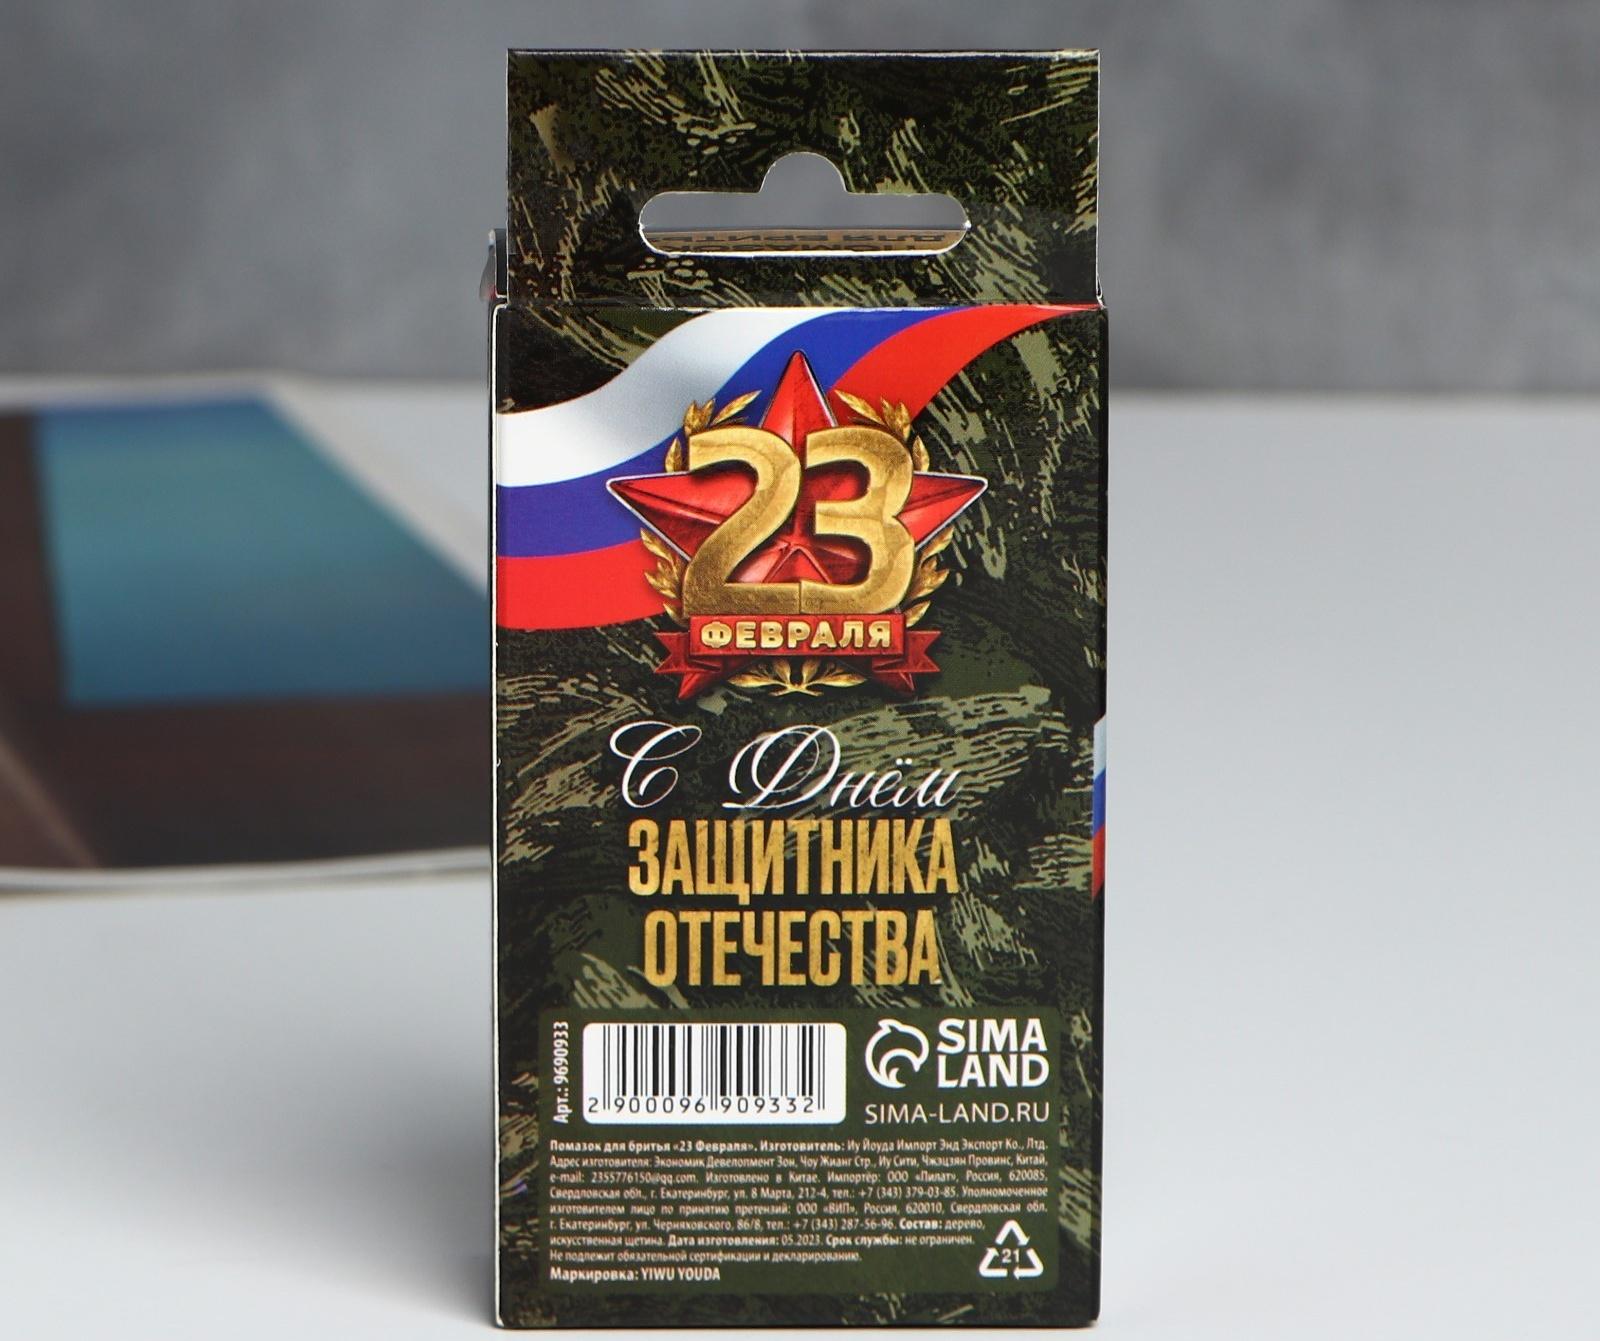 23
ФЕВРАЛЯ
С Днём
ЗАЩИТНИКА
ОТЕЧЕСТВА
Арт.: 9690933
2 900096 909332
SIMA
LAND
SIMA-LAND.RU
Помазок для бритья «23 Февраля». Изготовитель: Иу Йоуда Импорт Энд Экспорт Ко., Лтд.
Адрес изготовителя: Экономик Девелопмент Зон, Чоу Жианг Стр., Иу Сити, Чжэцзян Провинс, Китай,
e-mail: 2355776150@qq.com. Изготовлено в Китае. Импортёр: ООО «Пилат», Россия, 620085,
Свердловская обл., г. Екатеринбург, ул. 8 Марта, 212-4, тел.: +7 (343) 379-03-85. Уполномоченное
изготовителем лицо по принятию претензий: ООО «ВИП», Россия, 620010, Свердловская обл.
г. Екатеринбург, ул. Черняховского, 86/8, тел.: +7 (343) 287-56-96. Состав: дерево,
искусственная щетина. Дата изготовления: 05.2023. Срок службы: не ограничен.
Не подлежит обязательной сертификации и декларированию.
Маркировка: YIWU YOUDA
21